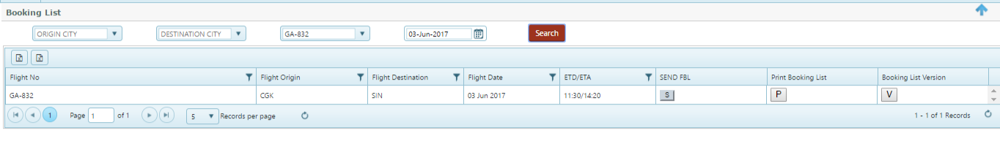 Booking List
ORIGIN CITY DESTINATION CITY GA-832 03-Jun-2017 Search
Flight No Flight Origin Flight Destination Flight Date ETD/ETA SEND FBL Print Booking List Booking List Version
GA-832 CGK SIN 03 Jun 2017 11:30/14:20 S P V
1 Page 1 of 1 5 Records per page 1 - 1 of 1 Records